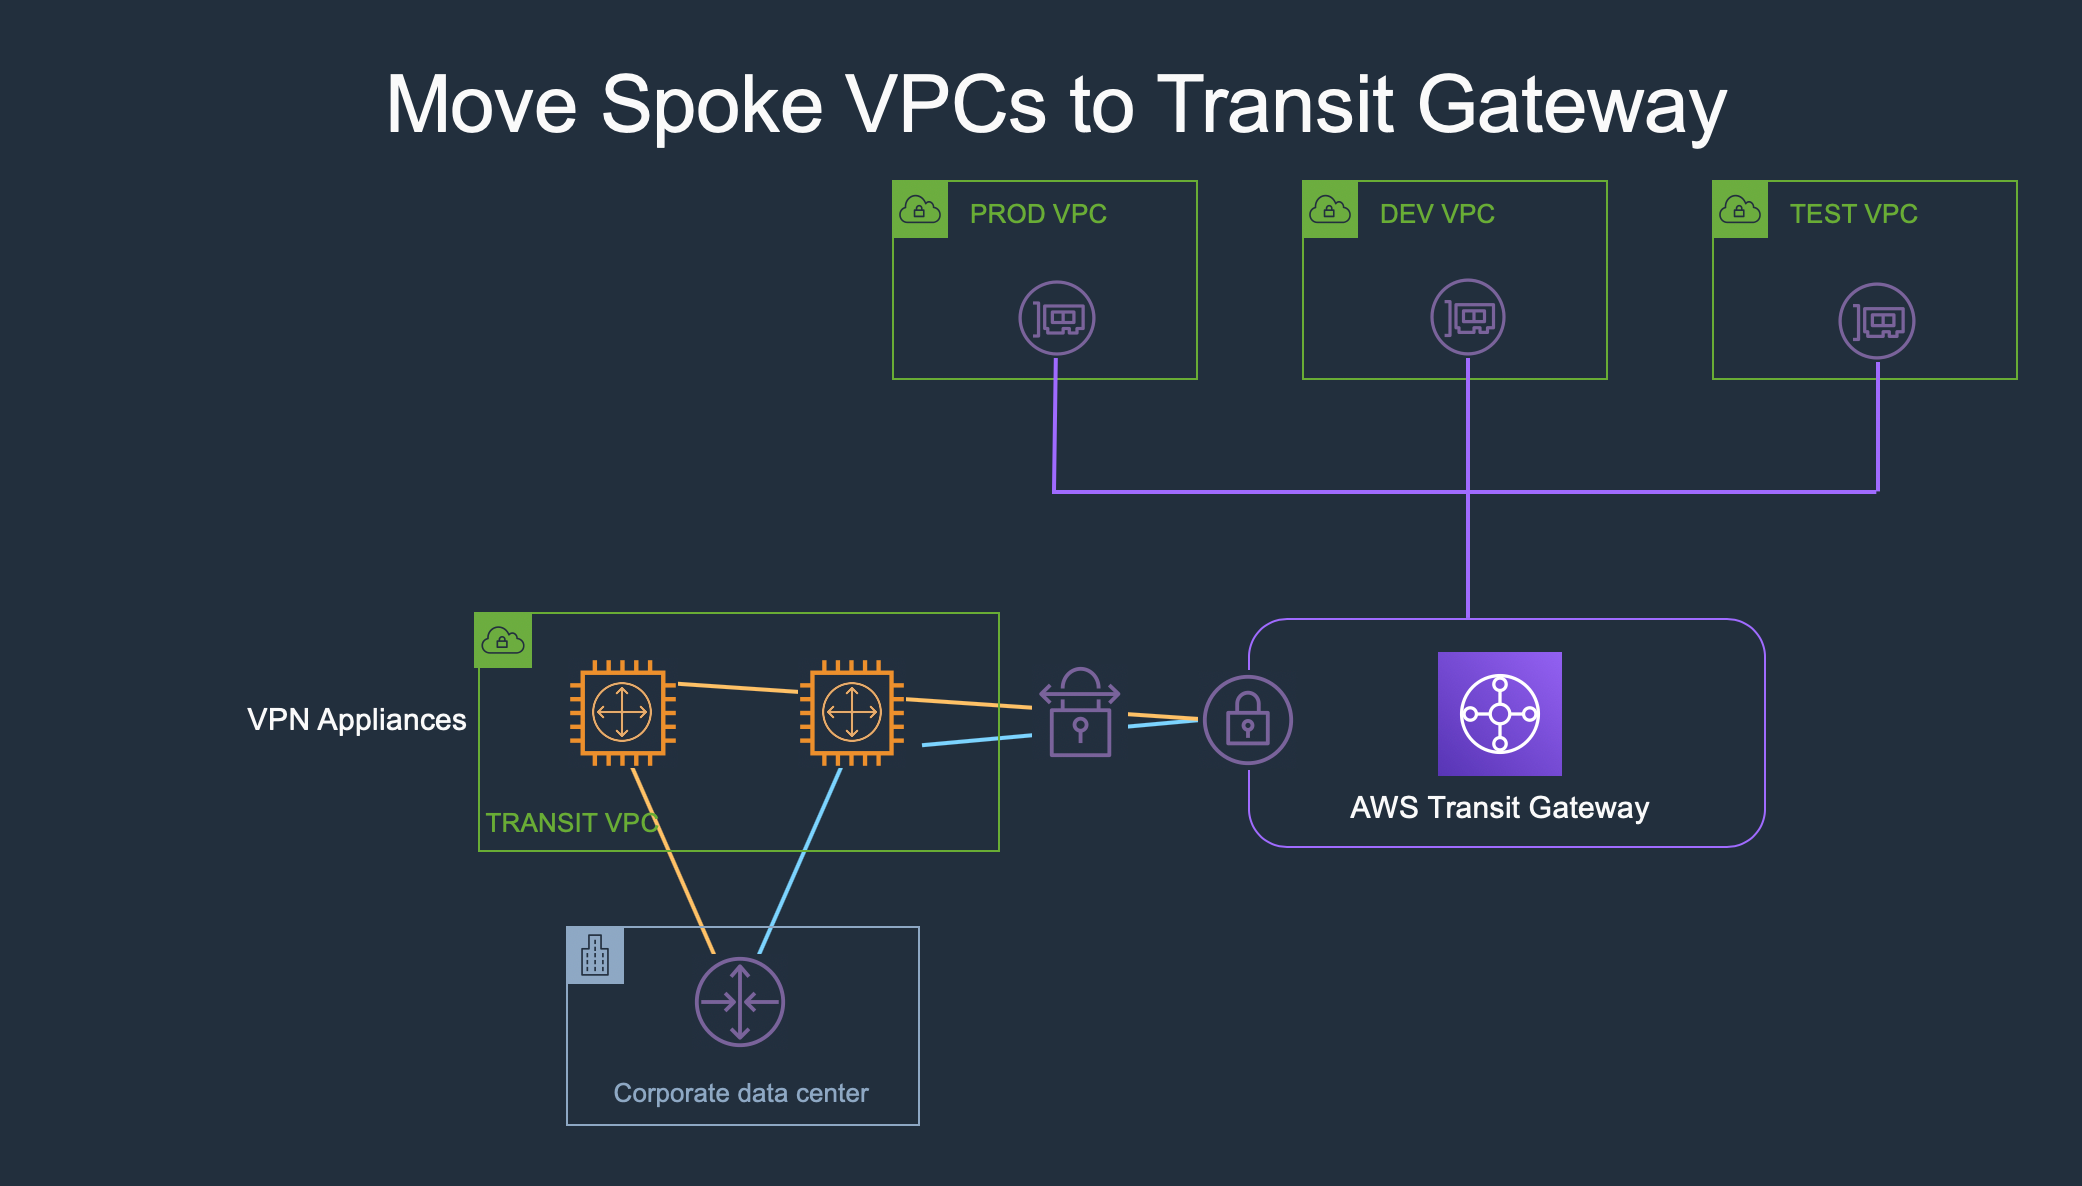 Move Spoke VPCs to Transit Gateway
PROD VPC
DEV VPC
TEST VPC
VPN Appliances
TRANSIT VPC
AWS Transit Gateway
Corporate data center